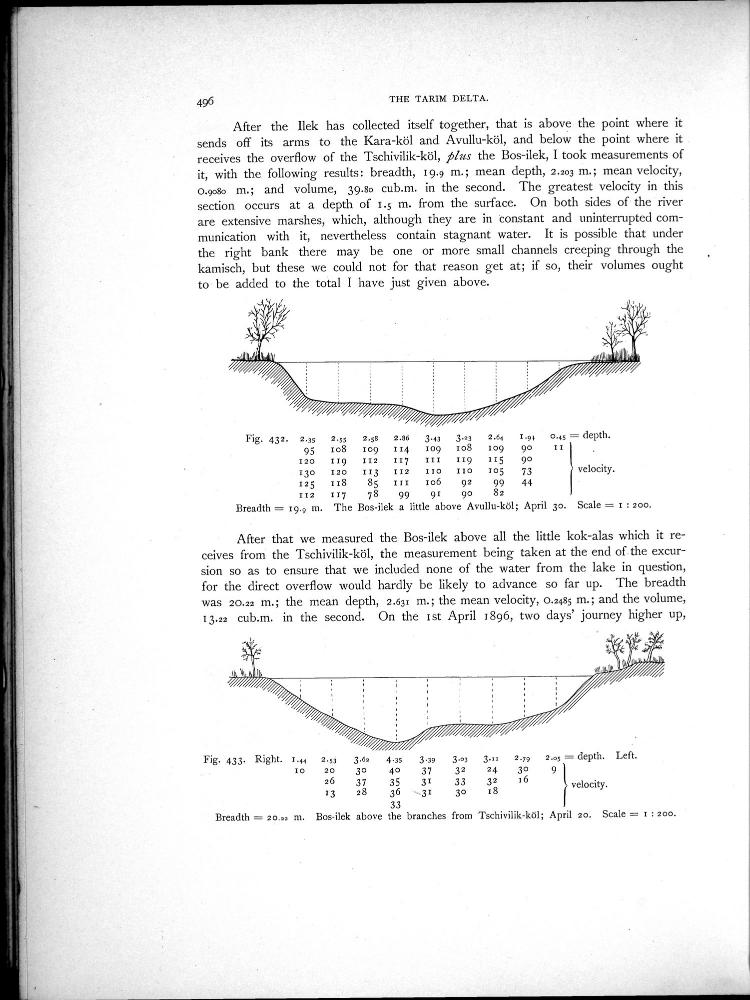 496
THE TARIM DELTA.
After the Ilek has collected itself together, that is above the point where it
sends off its arms to the Kara-köl and Avullu-köl, and below the point where it
receives the overflow of the Tschivilik-köl, plus the Bos-ilek, I took measurements of
it, with the following results: breadth, 19.9 m.; mean depth, 2.203 m.; mean velocity,
0.9080 m.; and volume, 39.80 cub.m. in the second. The greatest velocity in this
section occurs at a depth of 1.5 m. from the surface. On both sides of the river
are extensive marshes, which, although they are in constant and uninterrupted com-
munication with it, nevertheless contain stagnant water. It is possible that under
the right bank there may be one or more small channels creeping through the
kamisch, but these we could not for that reason get at; if so, their volumes ought
to be added to the total I have just given above.
Fig. 432. 2.35 2.55 2.58 2.86 3.43 3.23 2.64 1.94 0.45 = depth.
95 108 109 114 109 108 109 90 11
120 119 112 117 111 119 115 90
130 120 113 112 110 110 105 73
velocity.
125 118 85 111 106 92 99 44
112 117 78 99 91 90 82
Breadth = 19.9 m. The Bos-ilek a little above Avullu-köl; April 30. Scale = 1 : 200.
After that we measured the Bos-ilek above all the little kok-alas which it re-
ceives from the Tschivilik-köl, the measurement being taken at the end of the excur-
sion so as to ensure that we included none of the water from the lake in question,
for the direct overflow would hardly be likely to advance so far up. The breadth
was 20.22 m.; the mean depth, 2.631 m.; the mean velocity, 0.2485 m.; and the volume,
13.22 cub.m. in the second. On the 1st April 1896, two days' journey higher up,
Fig. 433. Right. 1.44 2.53 3.62 4.35 3.39 3.03 3.11 2.79 2.05 = depth. Left.
10 20 30 40 37 32 24 30 9
26 37 35 31 33 32 16
velocity.
13 28 36 31 30 18
33
Breadth = 20.22 m. Bos-ilek above the branches from Tschivilik-köl; April 20. Scale = 1 : 200.